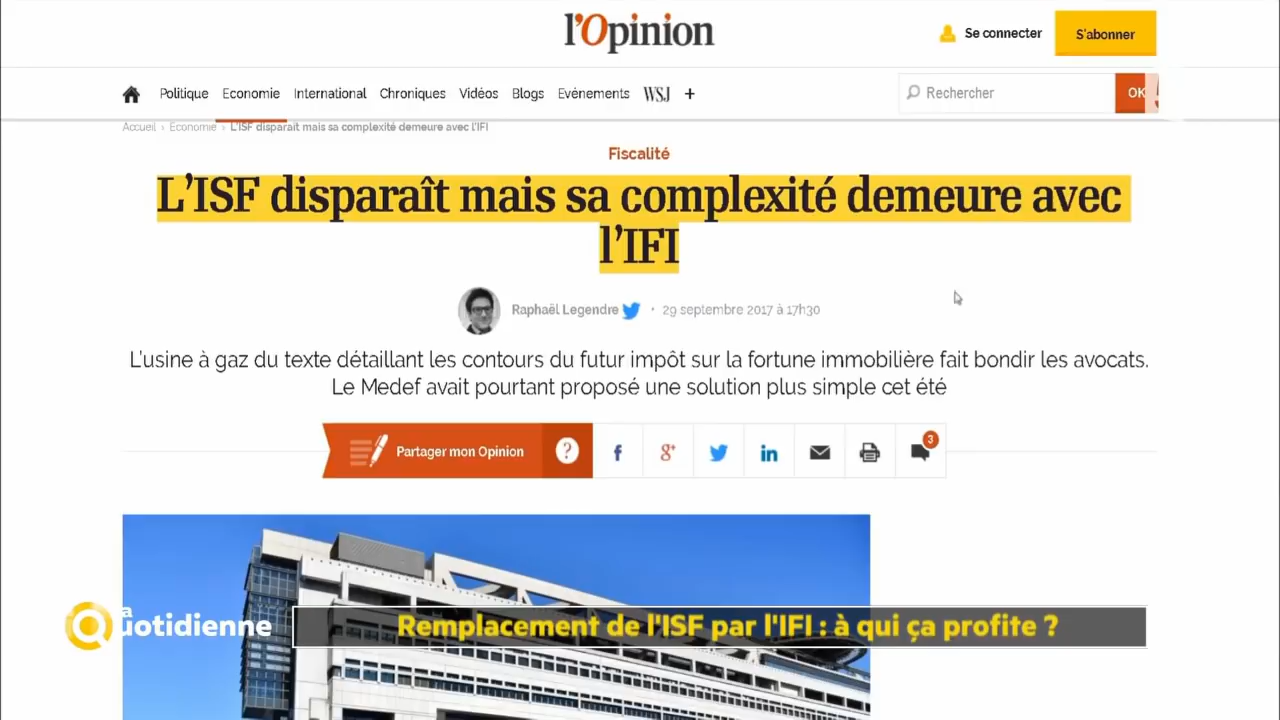 l'Opinion
Se connecter
S'abonner
Politique Economie International Chroniques Vidéos Blogs Evénements WSJ +
Rechercher
OK
Accueil › Economie › L'ISF disparaît mais sa complexité demeure avec l'IFI
Fiscalité
L'ISF disparaît mais sa complexité demeure avec
l'IFI
Raphaël Legendre • 29 septembre 2017 à 17h30
L'usine à gaz du texte détaillant les contours du futur impôt sur la fortune immobilière fait bondir les avocats.
Le Medef avait pourtant proposé une solution plus simple cet été
Partager mon Opinion ? f g+ in 3
La Quotidienne
Remplacement de l'ISF par l'IFI : à qui ça profite ?